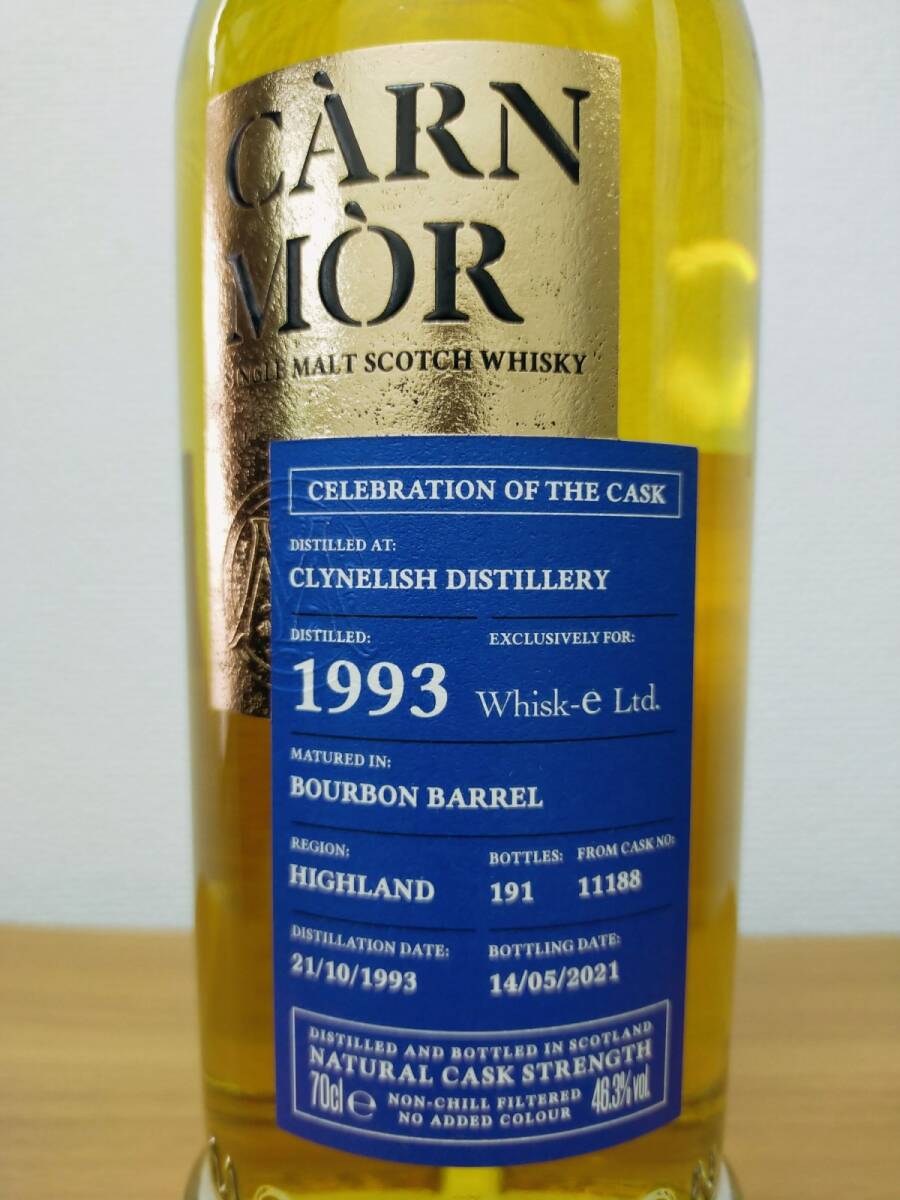 CÀRN
MÒR
SINGLE MALT SCOTCH WHISKY
CELEBRATION OF THE CASK
DISTILLED AT:
CLYNELISH DISTILLERY
DISTILLED:
1993
EXCLUSIVELY FOR:
Whisk-e Ltd.
MATURED IN:
BOURBON BARREL
REGION:
HIGHLAND
BOTTLES:
191
FROM CASK NO:
11188
DISTILLATION DATE:
21/10/1993
BOTTLING DATE:
14/05/2021
DISTILLED AND BOTTLED IN SCOTLAND
NATURAL CASK STRENGTH
70cl e
NON-CHILL FILTERED
NO ADDED COLOUR
46.3% vol.